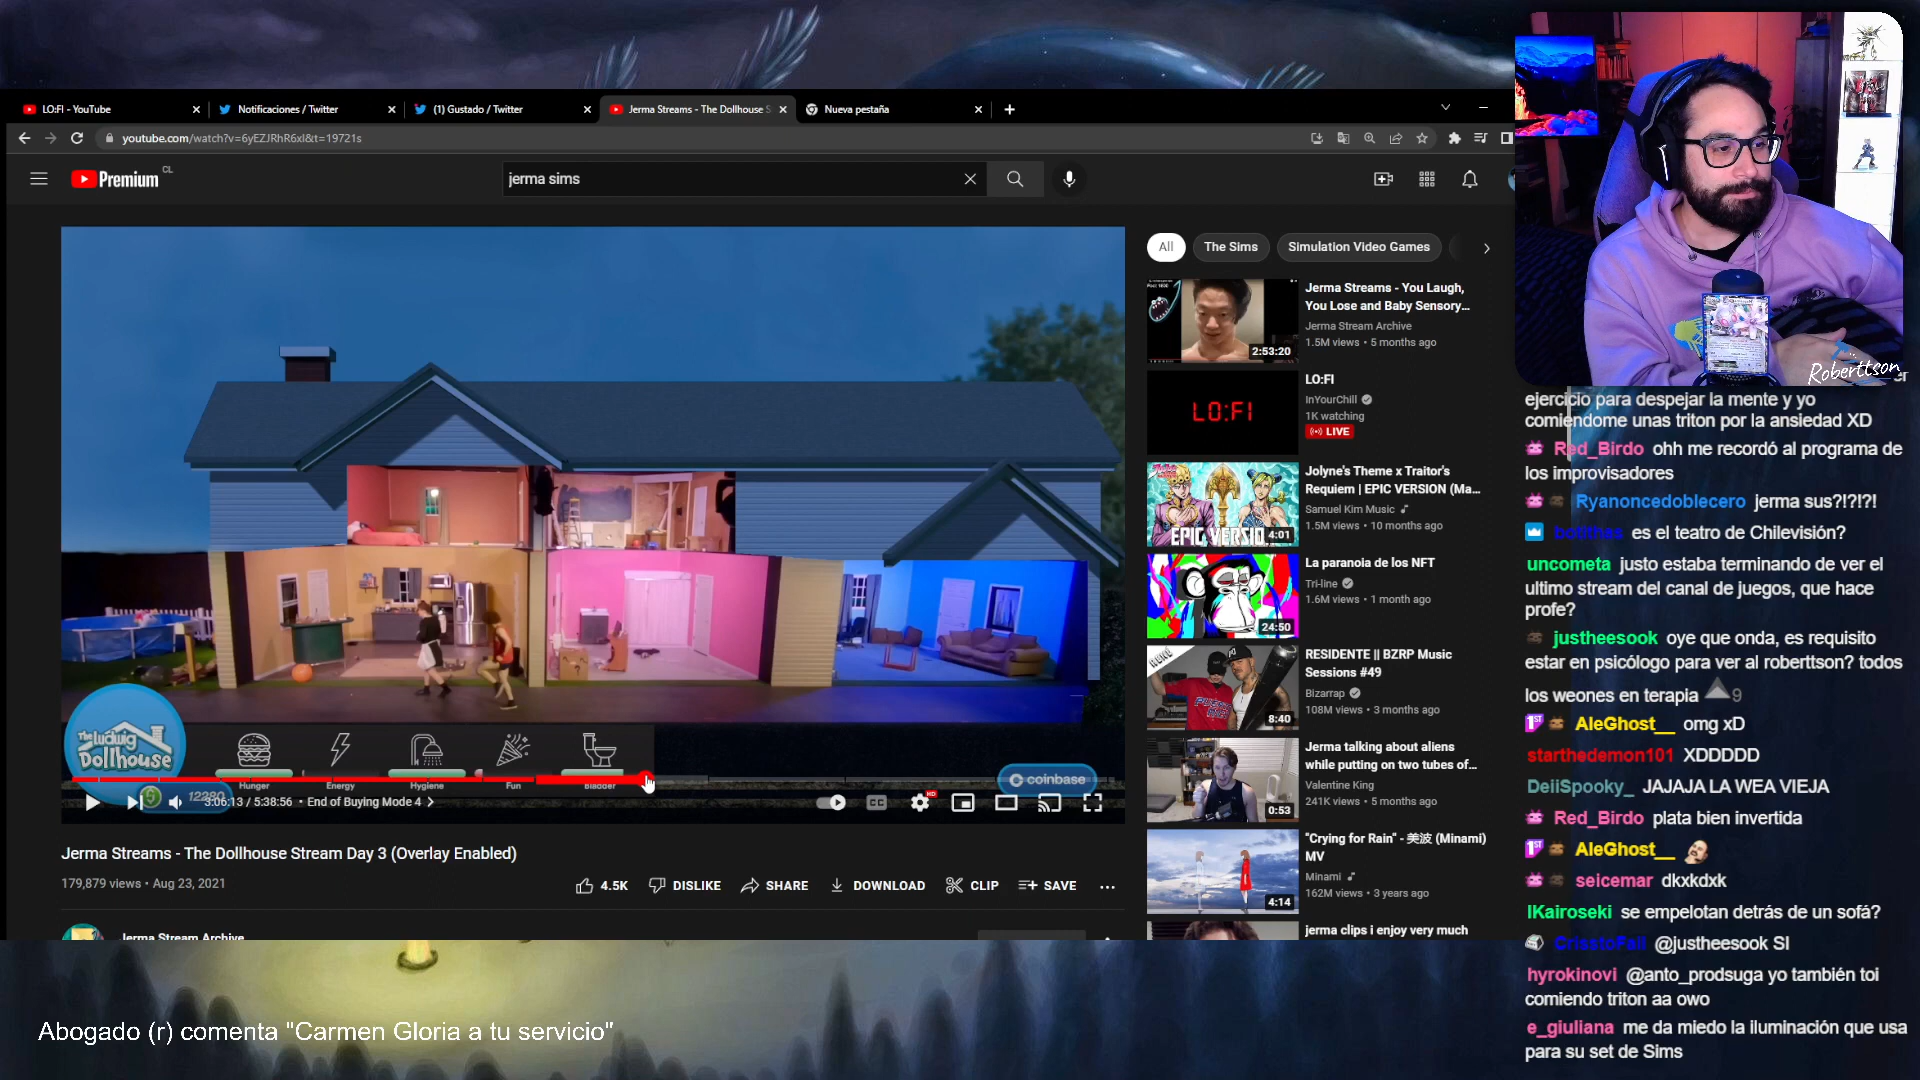 LO:FI - YouTube
Notificaciones / Twitter
(1) Gustado / Twitter
Jerma Streams - The Dollhouse S
Nueva pestaña
youtube.com/watch?v=6yEZJRhR6xI&t=19721s
Premium CL
jerma sims
All
The Sims
Simulation Video Games
Jerma Streams - You Laugh,
You Lose and Baby Sensory...
Jerma Stream Archive
1.5M views • 5 months ago
2:53:20
LO:FI
LO:FI
InYourChill
1K watching
LIVE
Jolyne's Theme x Traitor's
Requiem | EPIC VERSION (Ma...
Samuel Kim Music
1.5M views • 10 months ago
4:01
La paranoia de los NFT
Tri-line
1.6M views • 1 month ago
24:50
RESIDENTE || BZRP Music
Sessions #49
Bizarrap
108M views • 3 months ago
8:40
Jerma talking about aliens
while putting on two tubes of...
Valentine King
241K views • 5 months ago
0:53
"Crying for Rain" - 美波 (Minami)
MV
Minami
162M views • 3 years ago
4:14
jerma clips i enjoy very much
The Ludwig
Dollhouse
Hunger
Energy
Hygiene
Fun
Bladder
coinbase
12280
3:06:13 / 5:38:56 • End of Buying Mode 4
CC
HD
Jerma Streams - The Dollhouse Stream Day 3 (Overlay Enabled)
179,879 views • Aug 23, 2021
4.5K
DISLIKE
SHARE
DOWNLOAD
CLIP
SAVE
Jerma Stream Archive
Abogado (r) comenta "Carmen Gloria a tu servicio"
Roberttson
ejercicio para despejar la mente y yo
comiendome unas triton por la ansiedad XD
Red_Birdo ohh me recordó al programa de
los improvisadores
Ryanoncedoblecero jerma sus?!?!?!
es el teatro de Chilevisión?
uncometa justo estaba terminando de ver el
ultimo stream del canal de juegos, que hace
profe?
justheesook oye que onda, es requisito
estar en psicólogo para ver al roberttson? todos
los weones en terapia 9
1ST AleGhost__ omg xD
starthedemon101 XDDDDD
DeiiSpooky_ JAJAJA LA WEA VIEJA
Red_Birdo plata bien invertida
1ST AleGhost__
seicemar dkxkdxk
IKairoseki se empelotan detrás de un sofá?
CrisstoFall @justheesook SI
hyrokinovi @anto_prodsuga yo también toi
comiendo triton aa owo
e_giuliana me da miedo la iluminación que usa
para su set de Sims